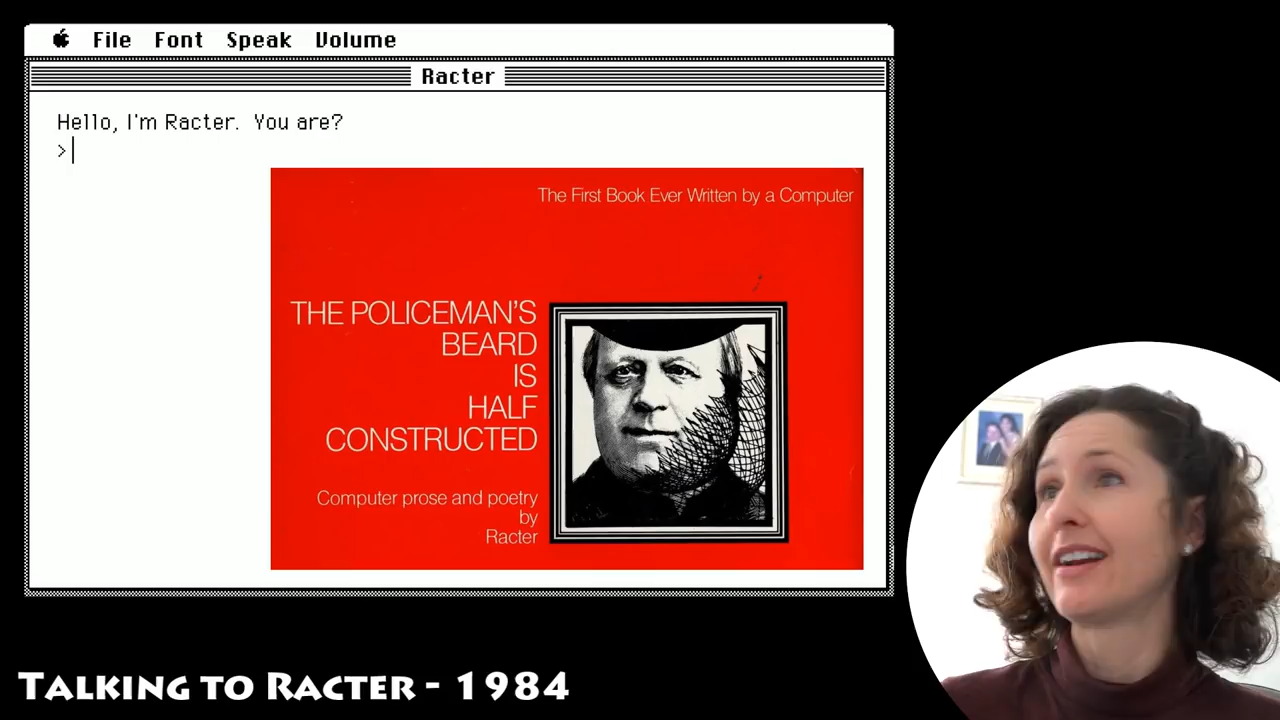 File Font Speak Volume
Racter
Hello, I'm Racter. You are?
>
The First Book Ever Written by a Computer
THE POLICEMAN'S
BEARD
IS
HALF
CONSTRUCTED
Computer prose and poetry
by
Racter
TALKING TO RACTER - 1984